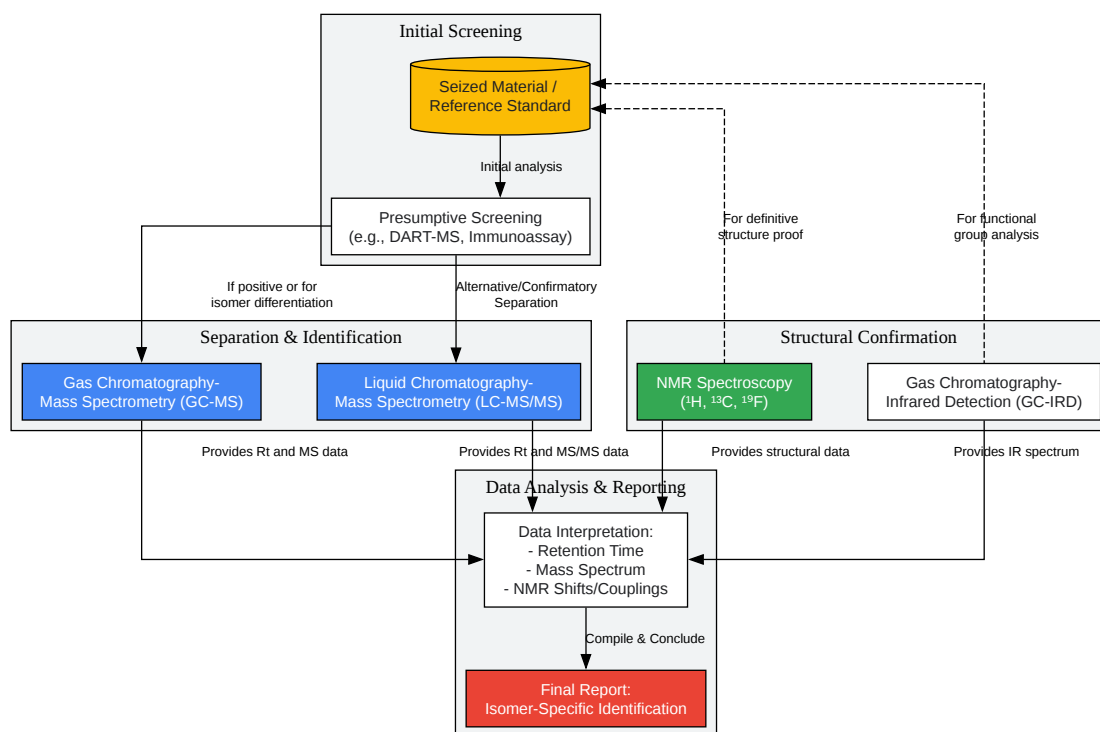 Initial Screening
Seized Material /
Reference Standard
Initial analysis
Presumptive Screening
(e.g., DART-MS, Immunoassay)
For definitive
structure proof
For functional
group analysis
If positive or for
isomer differentiation
Alternative/Confirmatory
Separation
Separation & Identification
Structural Confirmation
Gas Chromatography-
Mass Spectrometry (GC-MS)
Liquid Chromatography-
Mass Spectrometry (LC-MS/MS)
NMR Spectroscopy
(¹H, ¹³C, ¹⁹F)
Gas Chromatography-
Infrared Detection (GC-IRD)
Provides Rt and MS data
Provides Rt and MS/MS data
Provides structural data
Provides IR spectrum
Data Analysis & Reporting
Data Interpretation:
- Retention Time
- Mass Spectrum
- NMR Shifts/Couplings
Compile & Conclude
Final Report:
Isomer-Specific Identification